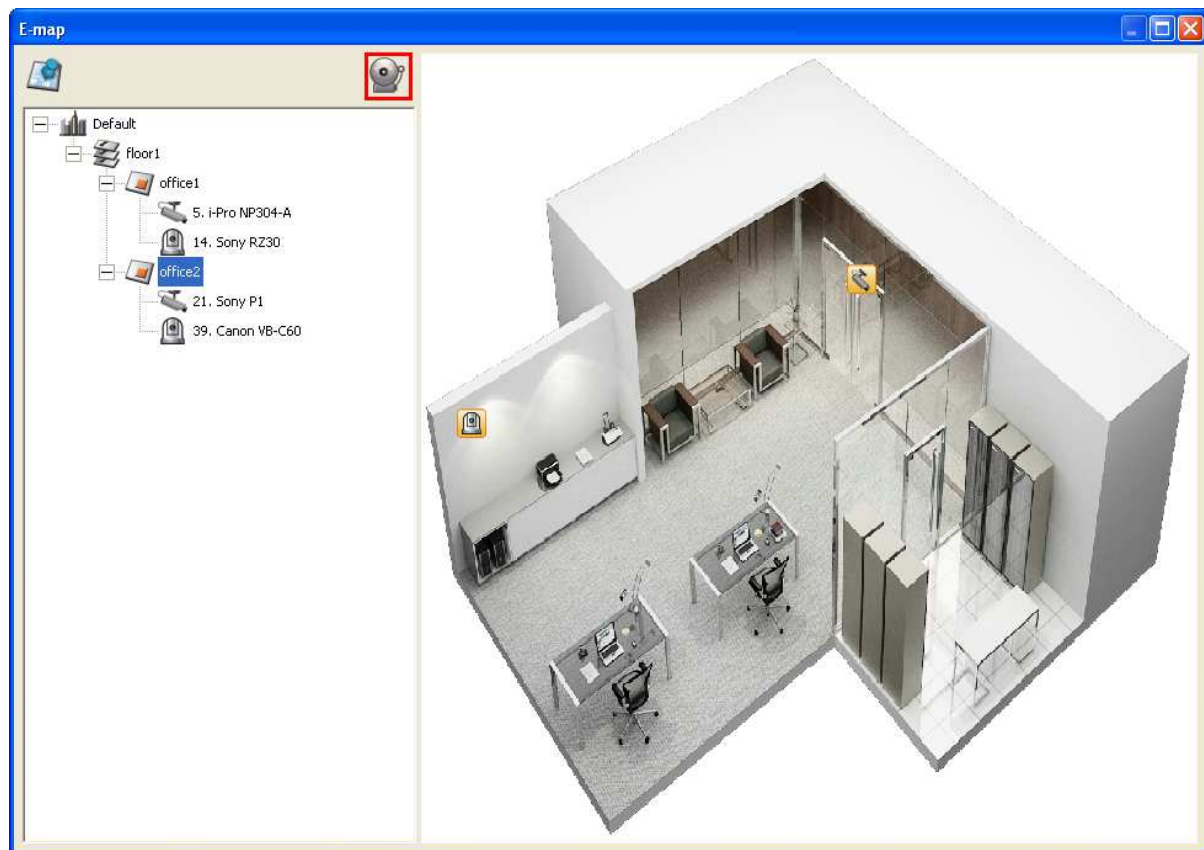 E-map
Default
floor1
office1
5. i-Pro NP304-A
14. Sony RZ30
office2
21. Sony P1
39. Canon VB-C60